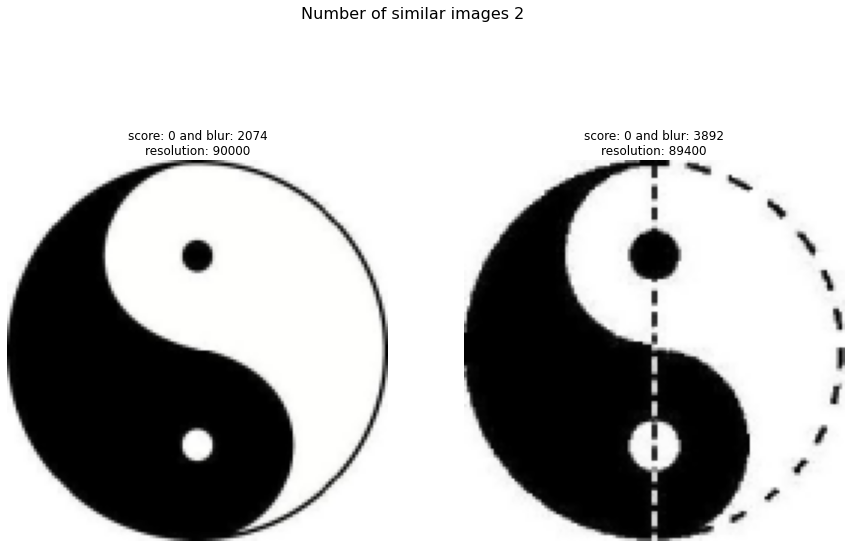 Number of similar images 2
score: 0 and blur: 2074
resolution: 90000
score: 0 and blur: 3892
resolution: 89400